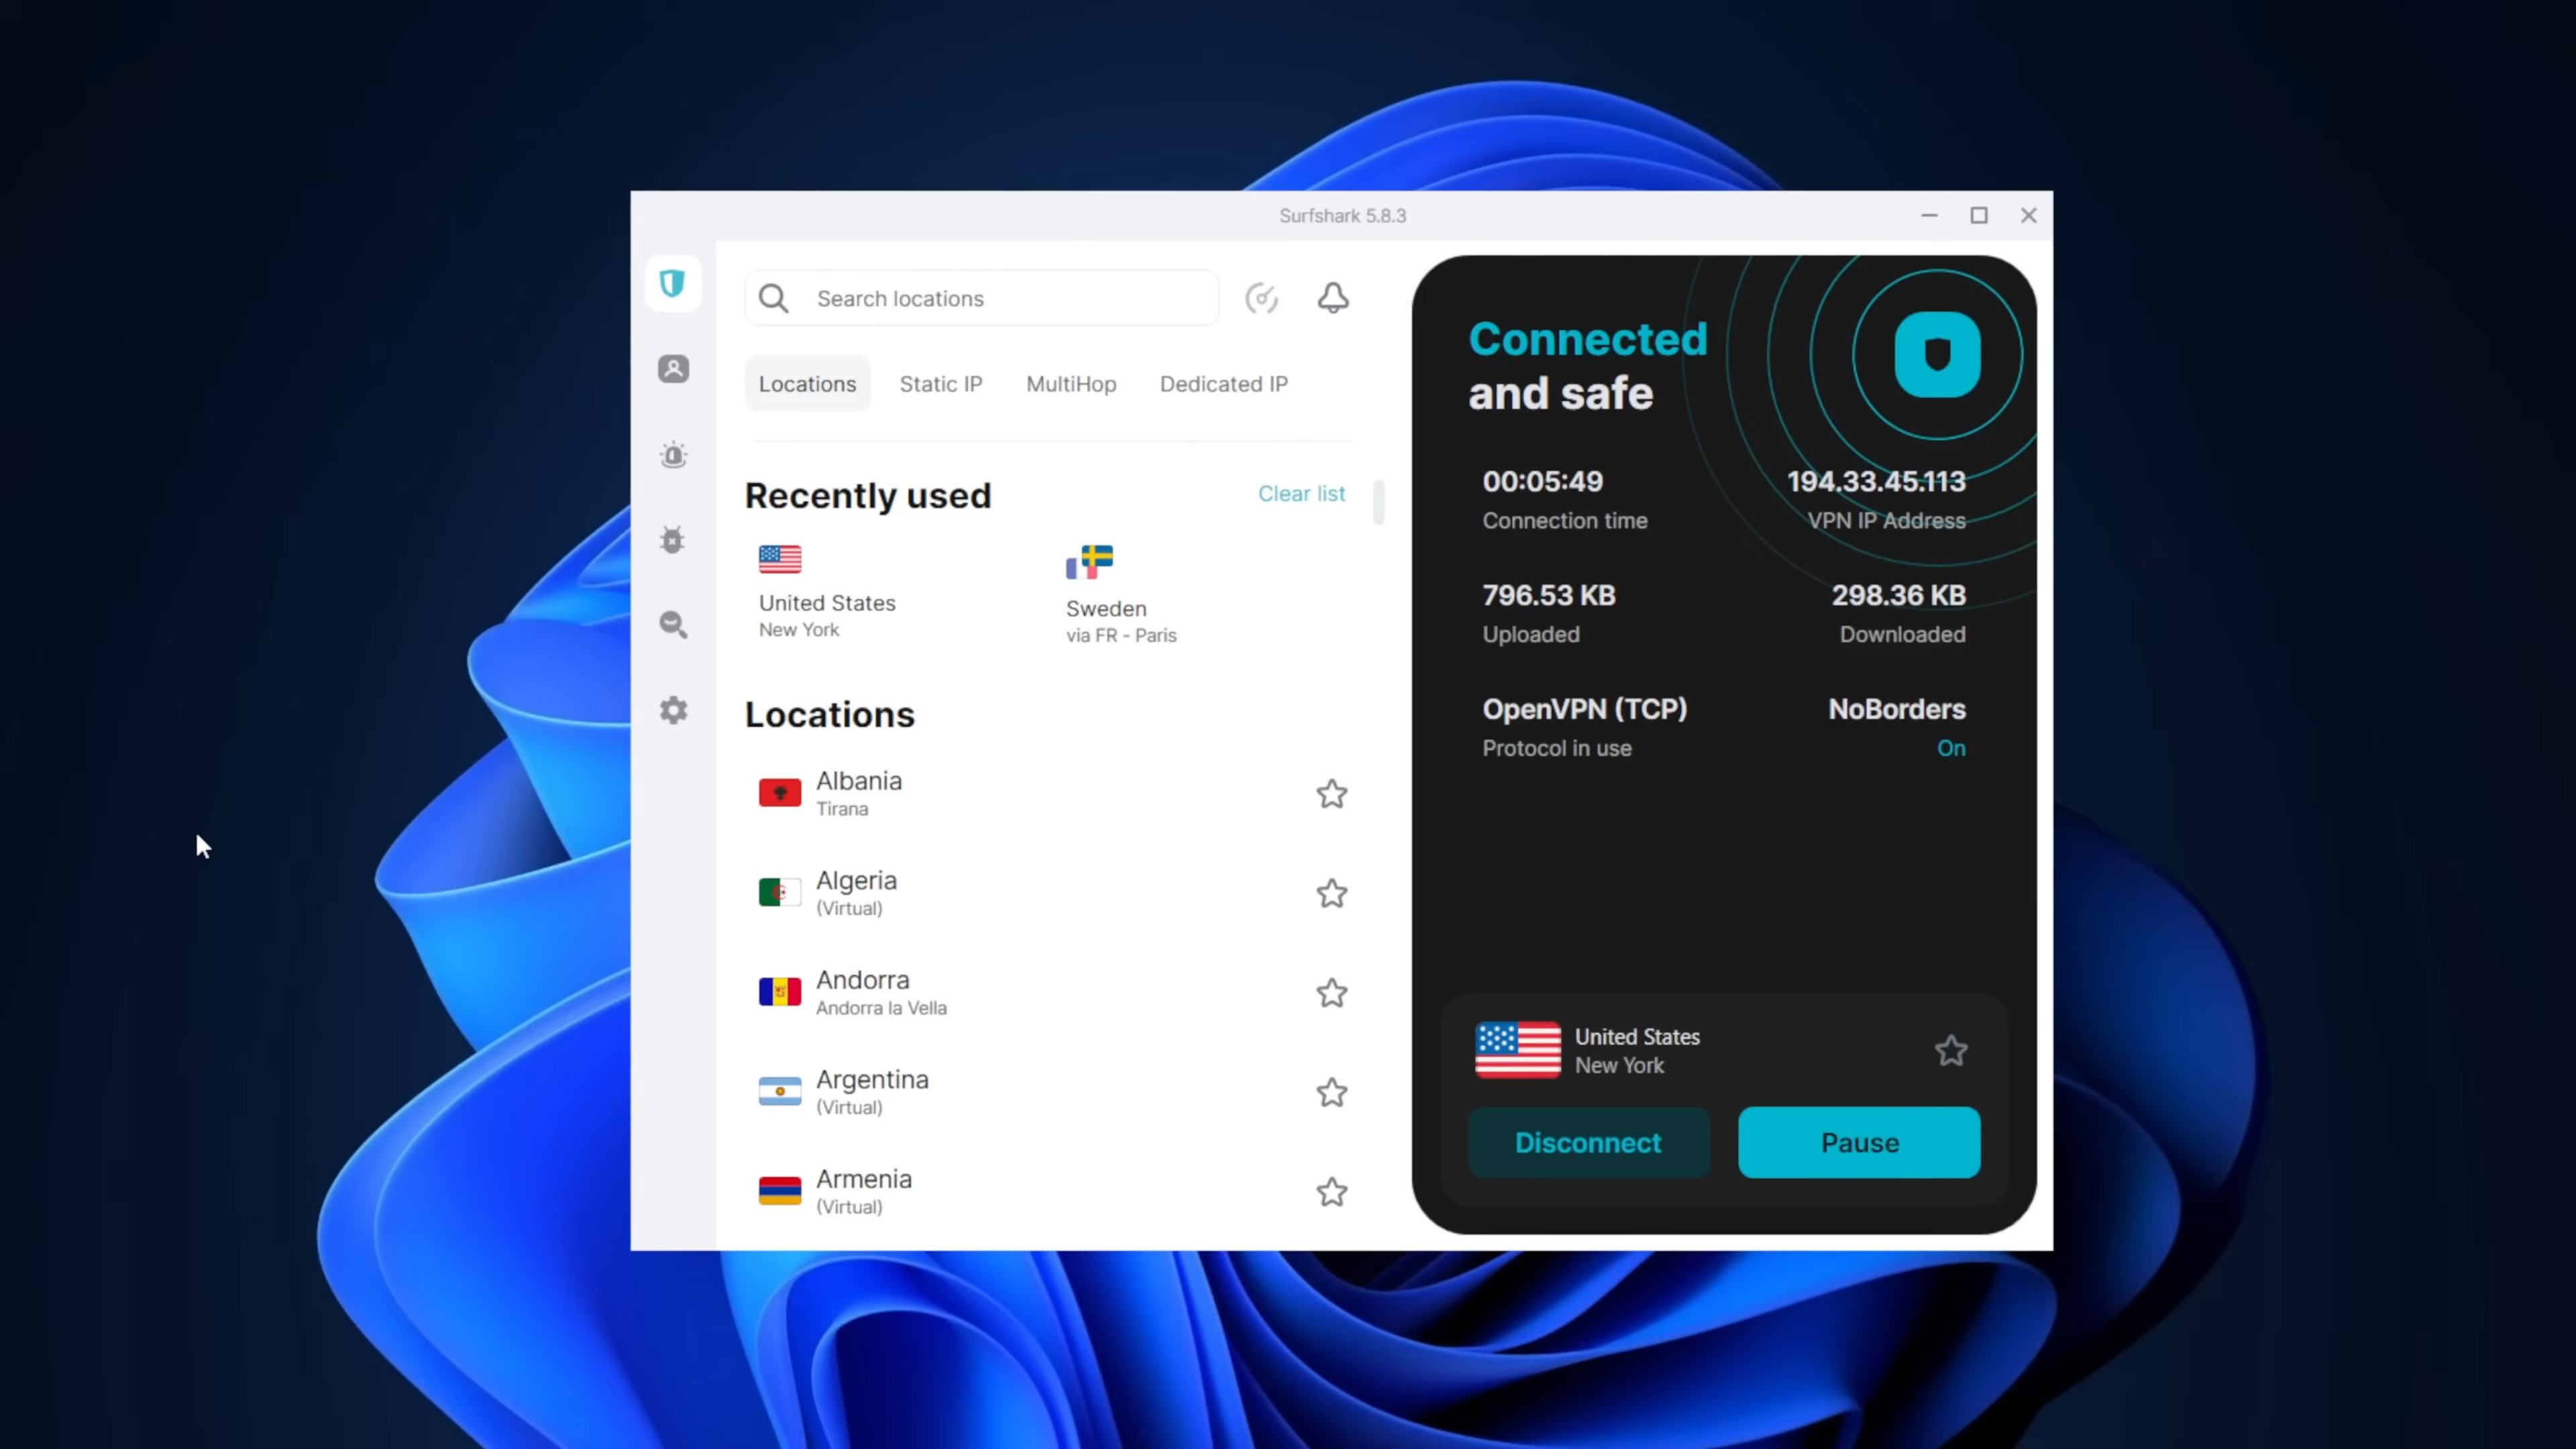 Surfshark 5.8.3
Search locations
Locations
Static IP
MultiHop
Dedicated IP
Recently used
Clear list
United States
New York
Sweden
via FR - Paris
Locations
Albania
Tirana
Algeria
(Virtual)
Andorra
Andorra la Vella
Argentina
(Virtual)
Armenia
(Virtual)
Connected
and safe
00:05:49
Connection time
194.33.45.113
VPN IP Address
796.53 KB
Uploaded
298.36 KB
Downloaded
OpenVPN (TCP)
Protocol in use
NoBorders
On
United States
New York
Disconnect
Pause